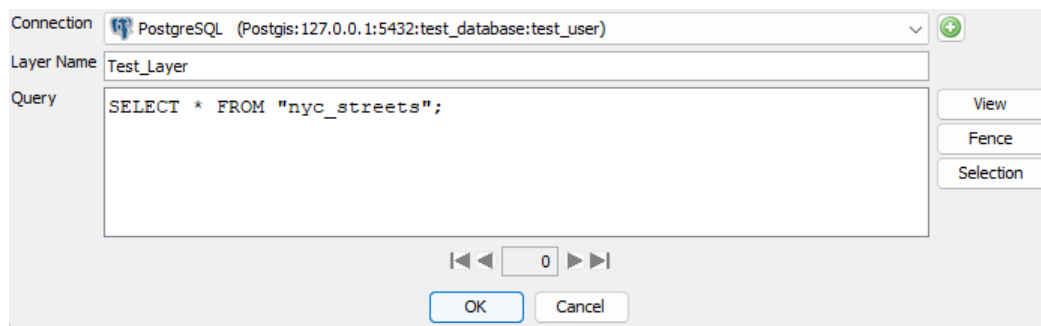 Connection PostgreSQL (Postgis:127.0.0.1:5432:test_database:test_user)
Layer Name Test_Layer
Query SELECT * FROM "nyc_streets";
View
Fence
Selection
0
OK Cancel